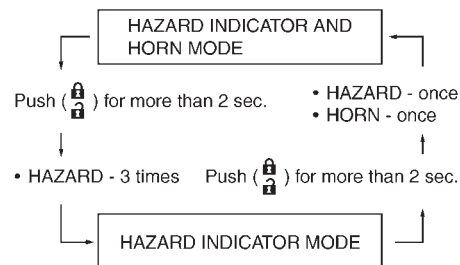 HAZARD INDICATOR AND
HORN MODE
Push ( ) for more than 2 sec.
• HAZARD - once
• HORN - once
• HAZARD - 3 times
Push ( ) for more than 2 sec.
HAZARD INDICATOR MODE